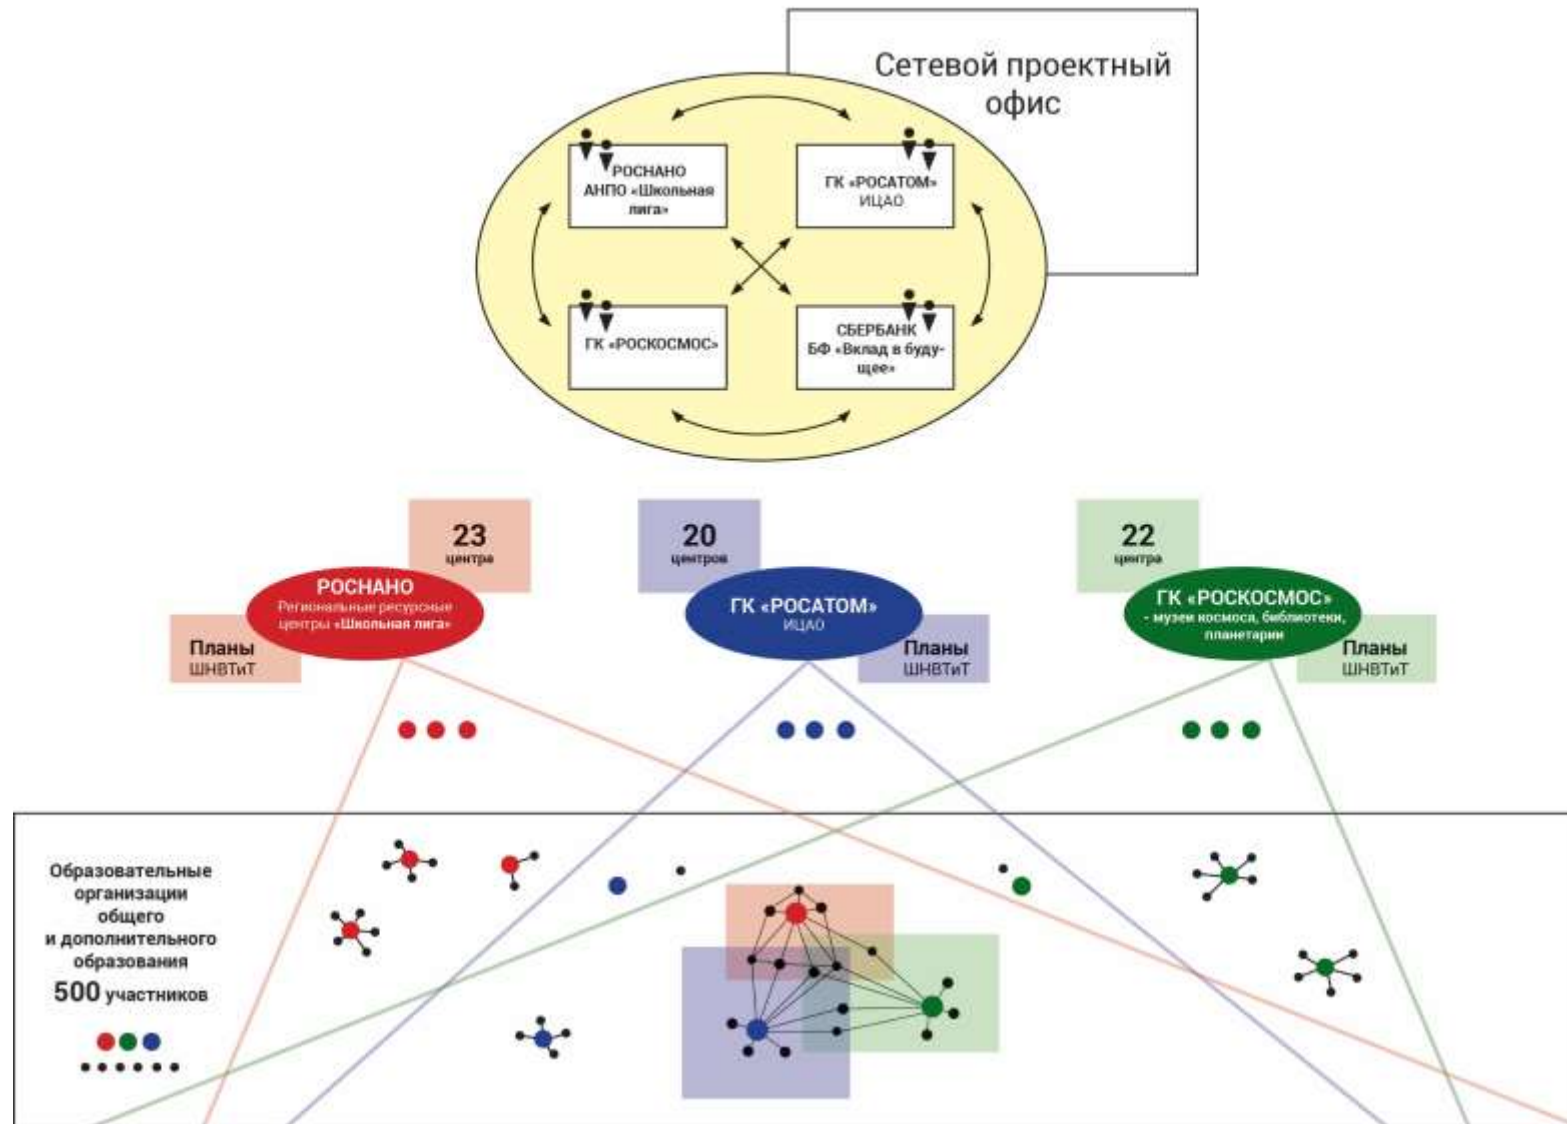 Сетевой проектный
офис
РОСНАНО
АНПО «Школьная
лига»
ГК «РОСАТОМ»
ИЦАО
ГК «РОСКОСМОС»
СБЕРБАНК
БФ «Вклад в буду-
щее»
23
центра
20
центров
22
центра
РОСНАНО
Региональные ресурсные
центры «Школьная лига»
Планы
ШНВТиТ
ГК «РОСАТОМ»
ИЦАО
Планы
ШНВТиТ
ГК «РОСКОСМОС»
- музеи космоса, библиотеки,
планетарии
Планы
ШНВТиТ
Образовательные
организации
общего
и дополнительного
образования
500 участников